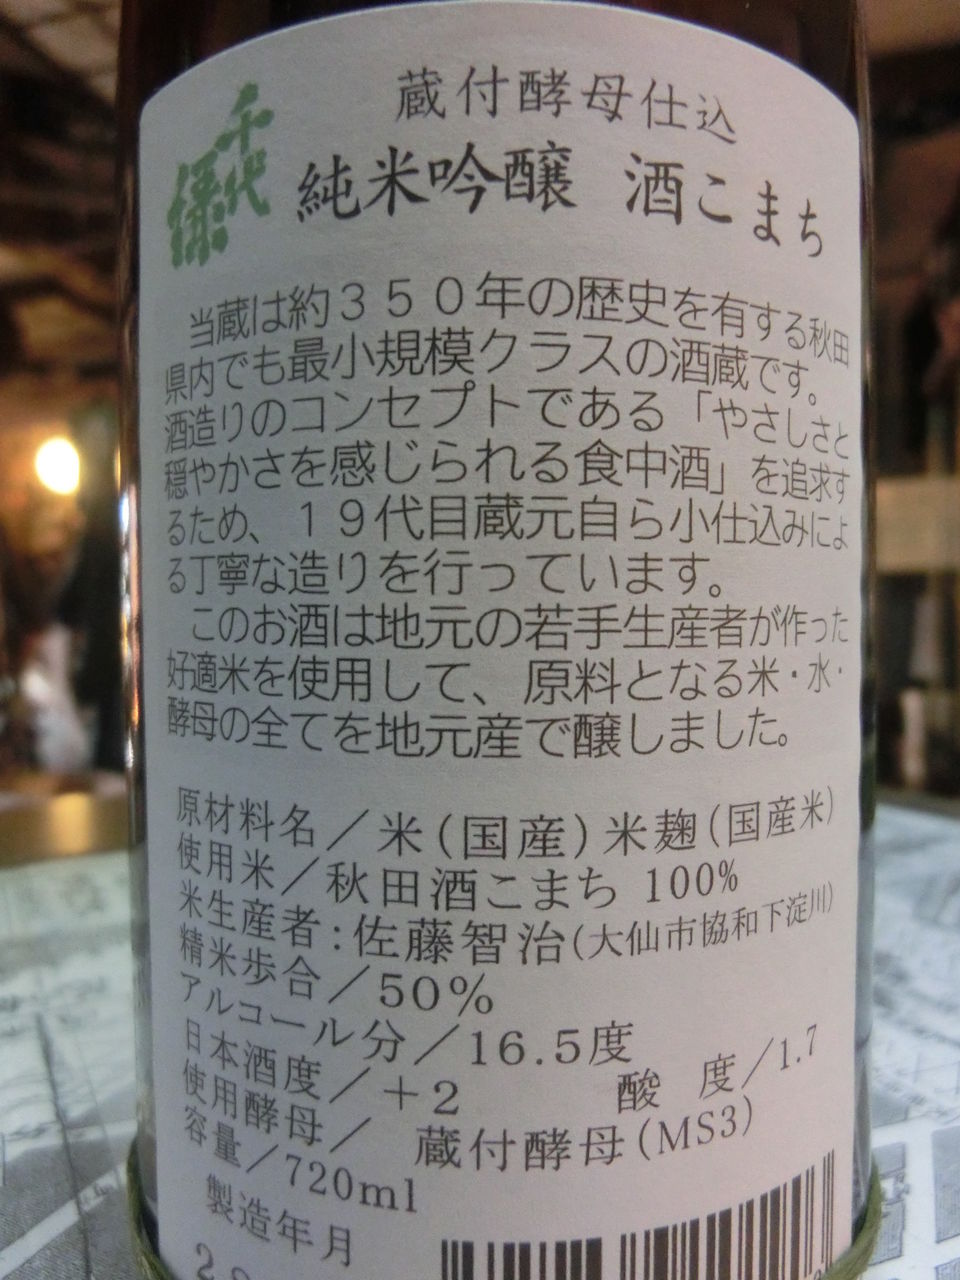 千代緑
蔵付酵母仕込
純米吟醸 酒こまち
当蔵は約350年の歴史を有する秋田
県内でも最小規模クラスの酒蔵です。
酒造りのコンセプトである「やさしさと
穏やかさを感じられる食中酒」を追求す
るため、19代目蔵元自ら小仕込みによ
る丁寧な造りを行っています。
このお酒は地元の若手生産者が作った
好適米を使用して、原料となる米・水・
酵母の全てを地元産で醸しました。
原材料名/米(国産)米麹(国産米)
使用米/秋田酒こまち 100%
米生産者:佐藤智治(大仙市協和下淀川)
精米歩合/50%
アルコール分/16.5度
日本酒度/+2 酸 度/1.7
使用酵母/ 蔵付酵母(MS3)
容量/720ml
製造年月